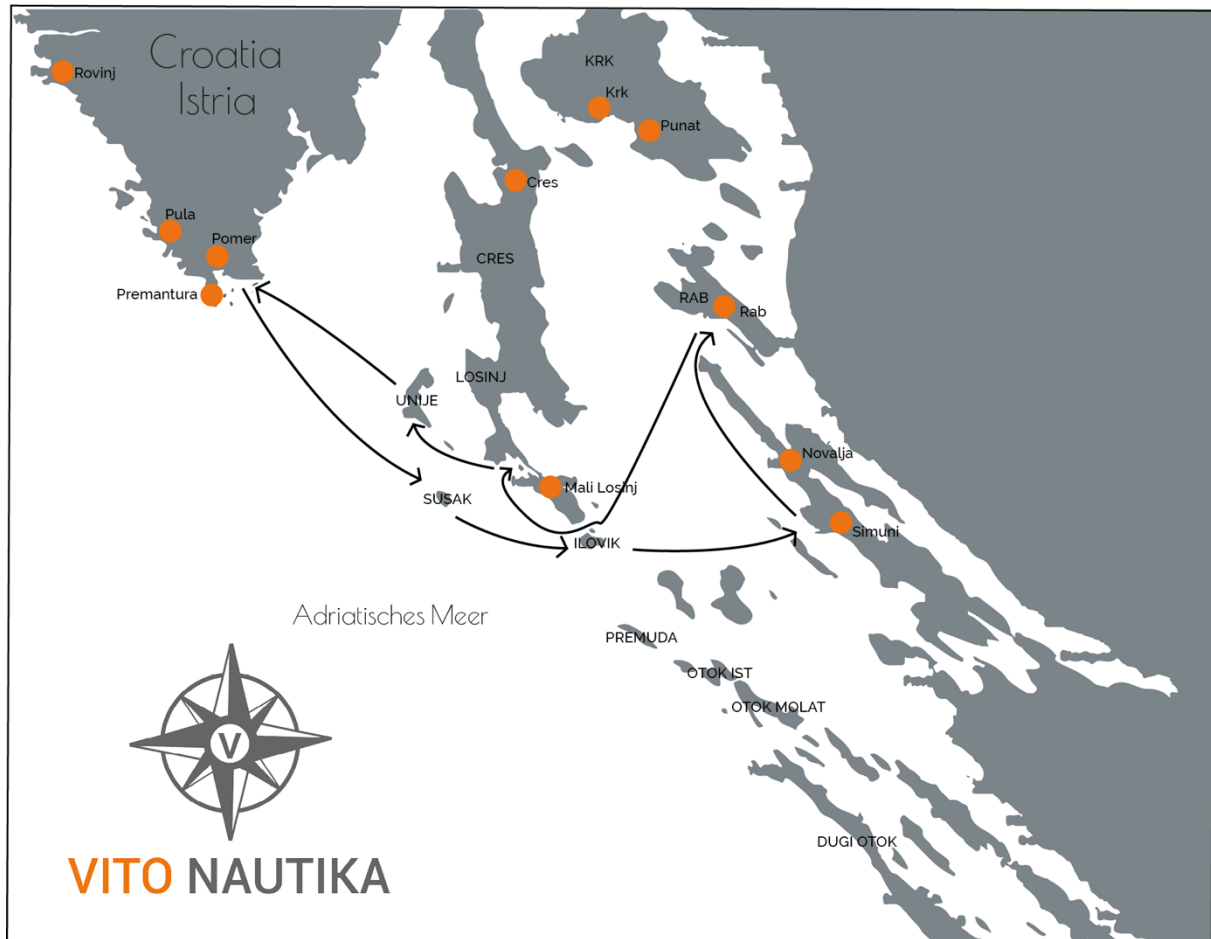 Croatia
Istria
Rovinj
KRK
Krk
Punat
Cres
Pula
Pomer
CRES
Premantura
RAB
Rab
LOSINJ
UNIJE
Novalja
Mali Losinj
SUSAK
Simuni
ILOVIK
Adriatisches Meer
PREMUDA
OTOK IST
OTOK MOLAT
V
DUGI OTOK
VITO NAUTIKA